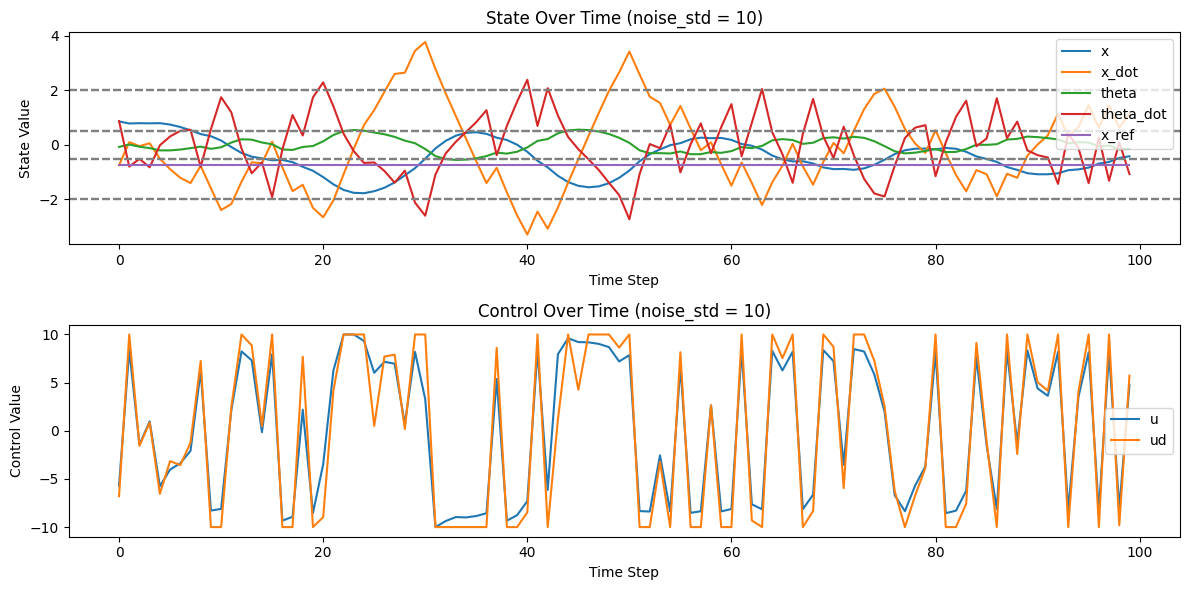 State Over Time (noise_std = 10)
State Value
4
2
0
−2
x
x_dot
theta
theta_dot
x_ref
0
20
40
60
80
100
Time Step
Control Over Time (noise_std = 10)
Control Value
10
5
0
−5
−10
u
ud
0
20
40
60
80
100
Time Step